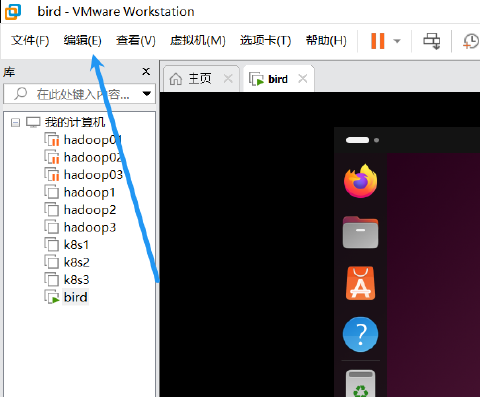 bird - VMware Workstation
文件(F) 编辑(E) 查看(V) 虚拟机(M) 选项卡(T) 帮助(H)
库
在此处键入内容...
主页
bird
我的计算机
hadoop01
hadoop02
hadoop03
hadoop1
hadoop2
hadoop3
k8s1
k8s2
k8s3
bird